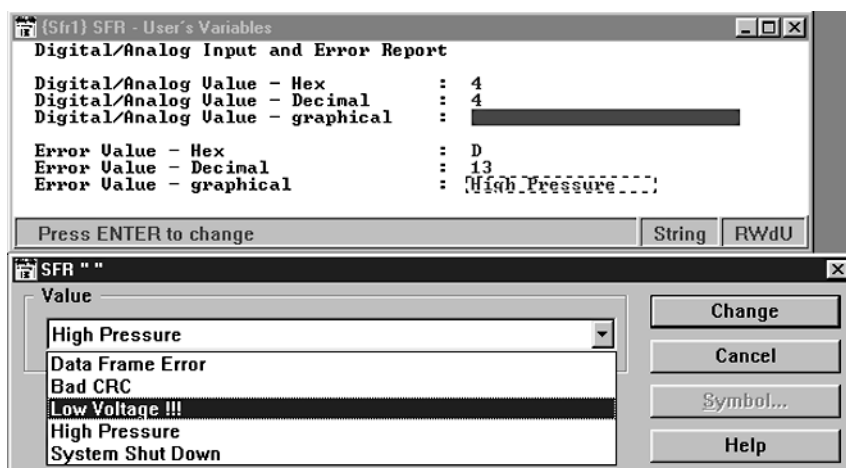 {Sfr1} SFR - User's Variables
Digital/Analog Input and Error Report
Digital/Analog Value - Hex : 4
Digital/Analog Value - Decimal : 4
Digital/Analog Value - graphical :
Error Value - Hex : D
Error Value - Decimal : 13
Error Value - graphical : High Pressure
Press ENTER to change String RWdU
SFR " "
Value
High Pressure
Data Frame Error
Bad CRC
Low Voltage !!!
High Pressure
System Shut Down
Change
Cancel
Symbol...
Help